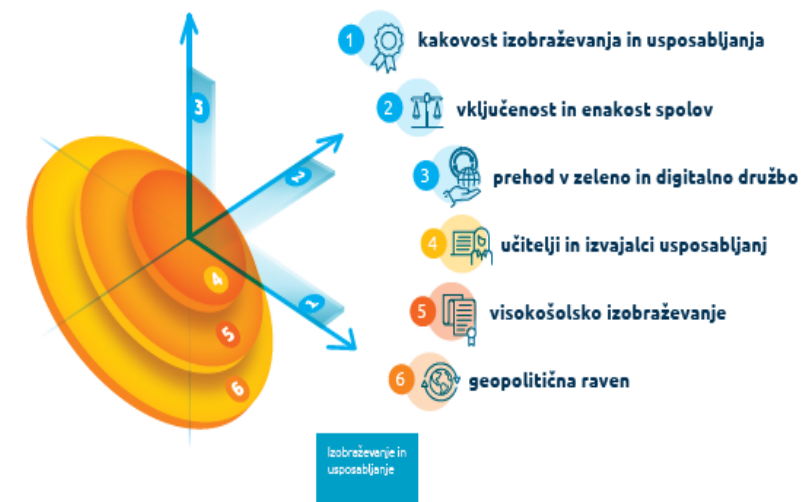 1 kakovost izobraževanja in usposabljanja
2 vključenost in enakost spolov
3 prehod v zeleno in digitalno družbo
4 učitelji in izvajalci usposabljanj
5 visokošolsko izobraževanje
6 geopolitična raven
3
2
1
4
5
6
Izobraževanje in
usposabljanje